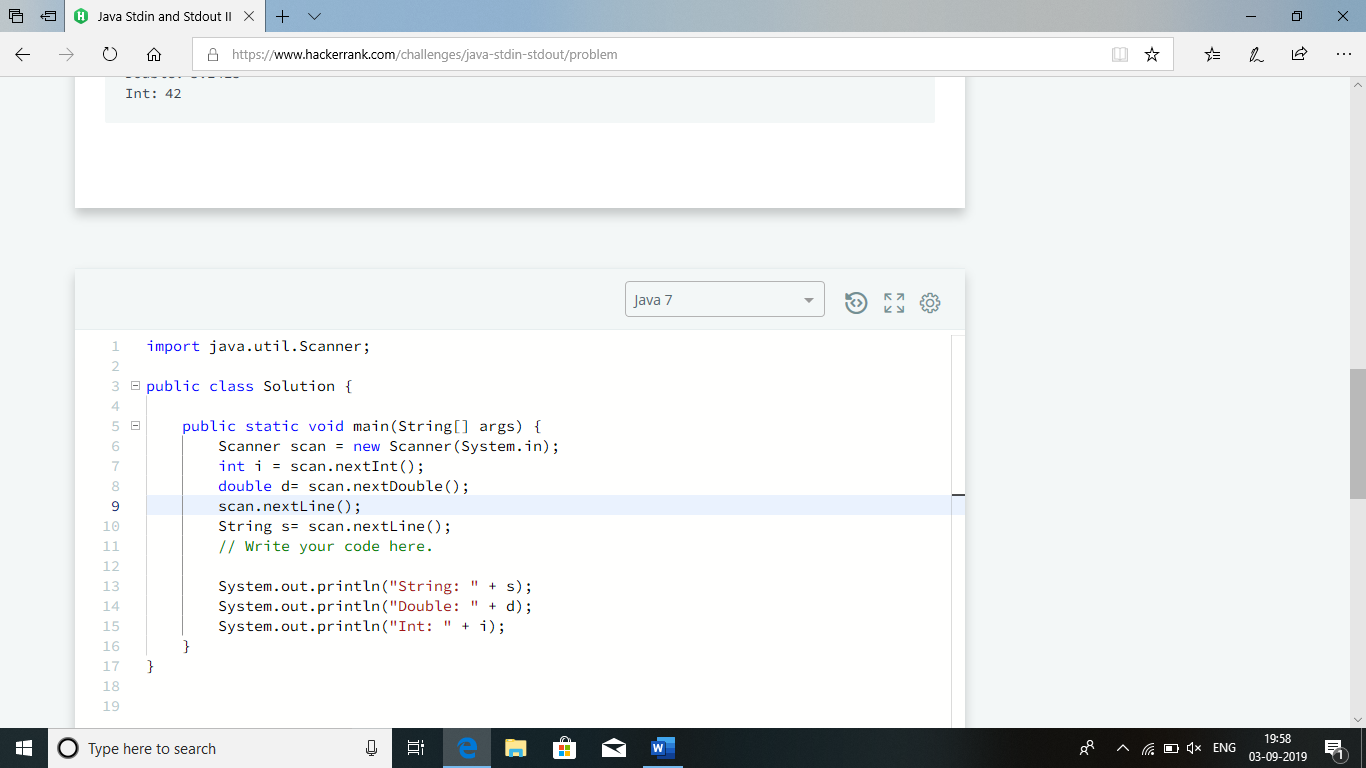 Java Stdin and Stdout II
https://www.hackerrank.com/challenges/java-stdin-stdout/problem
Int: 42
Java 7
1 import java.util.Scanner;
2
3 public class Solution {
4
5 public static void main(String[] args) {
6 Scanner scan = new Scanner(System.in);
7 int i = scan.nextInt();
8 double d= scan.nextDouble();
9 scan.nextLine();
10 String s= scan.nextLine();
11 // Write your code here.
12
13 System.out.println("String: " + s);
14 System.out.println("Double: " + d);
15 System.out.println("Int: " + i);
16 }
17 }
18
19
Type here to search
ENG
19:58
03-09-2019
1